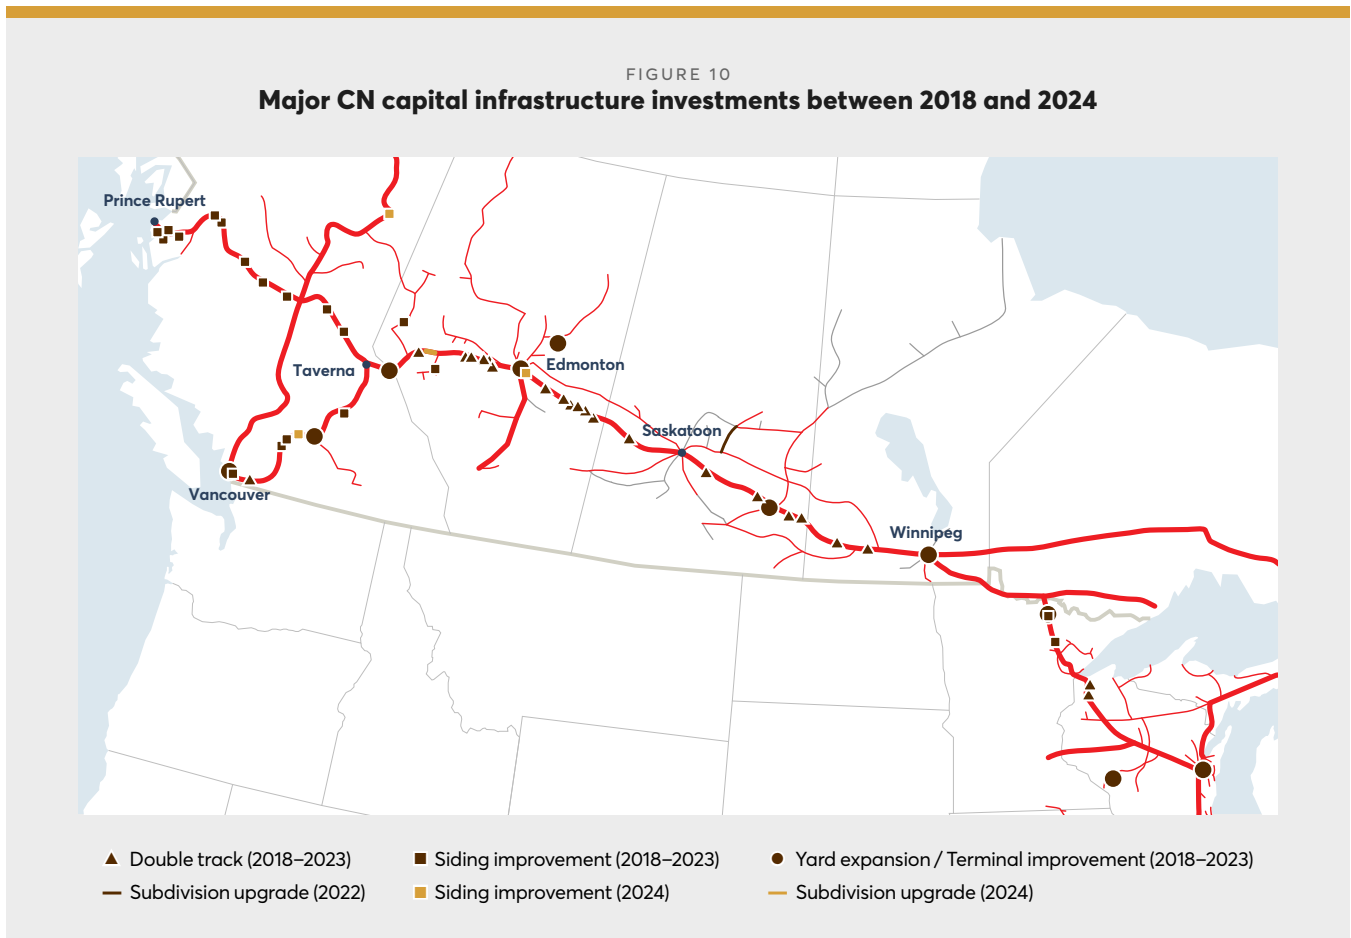 FIGURE 10
Major CN capital infrastructure investments between 2018 and 2024
Prince Rupert
Taverna
Edmonton
Saskatoon
Vancouver
Winnipeg
Double track (2018–2023)
Siding improvement (2018–2023)
Yard expansion / Terminal improvement (2018–2023)
Subdivision upgrade (2022)
Siding improvement (2024)
Subdivision upgrade (2024)